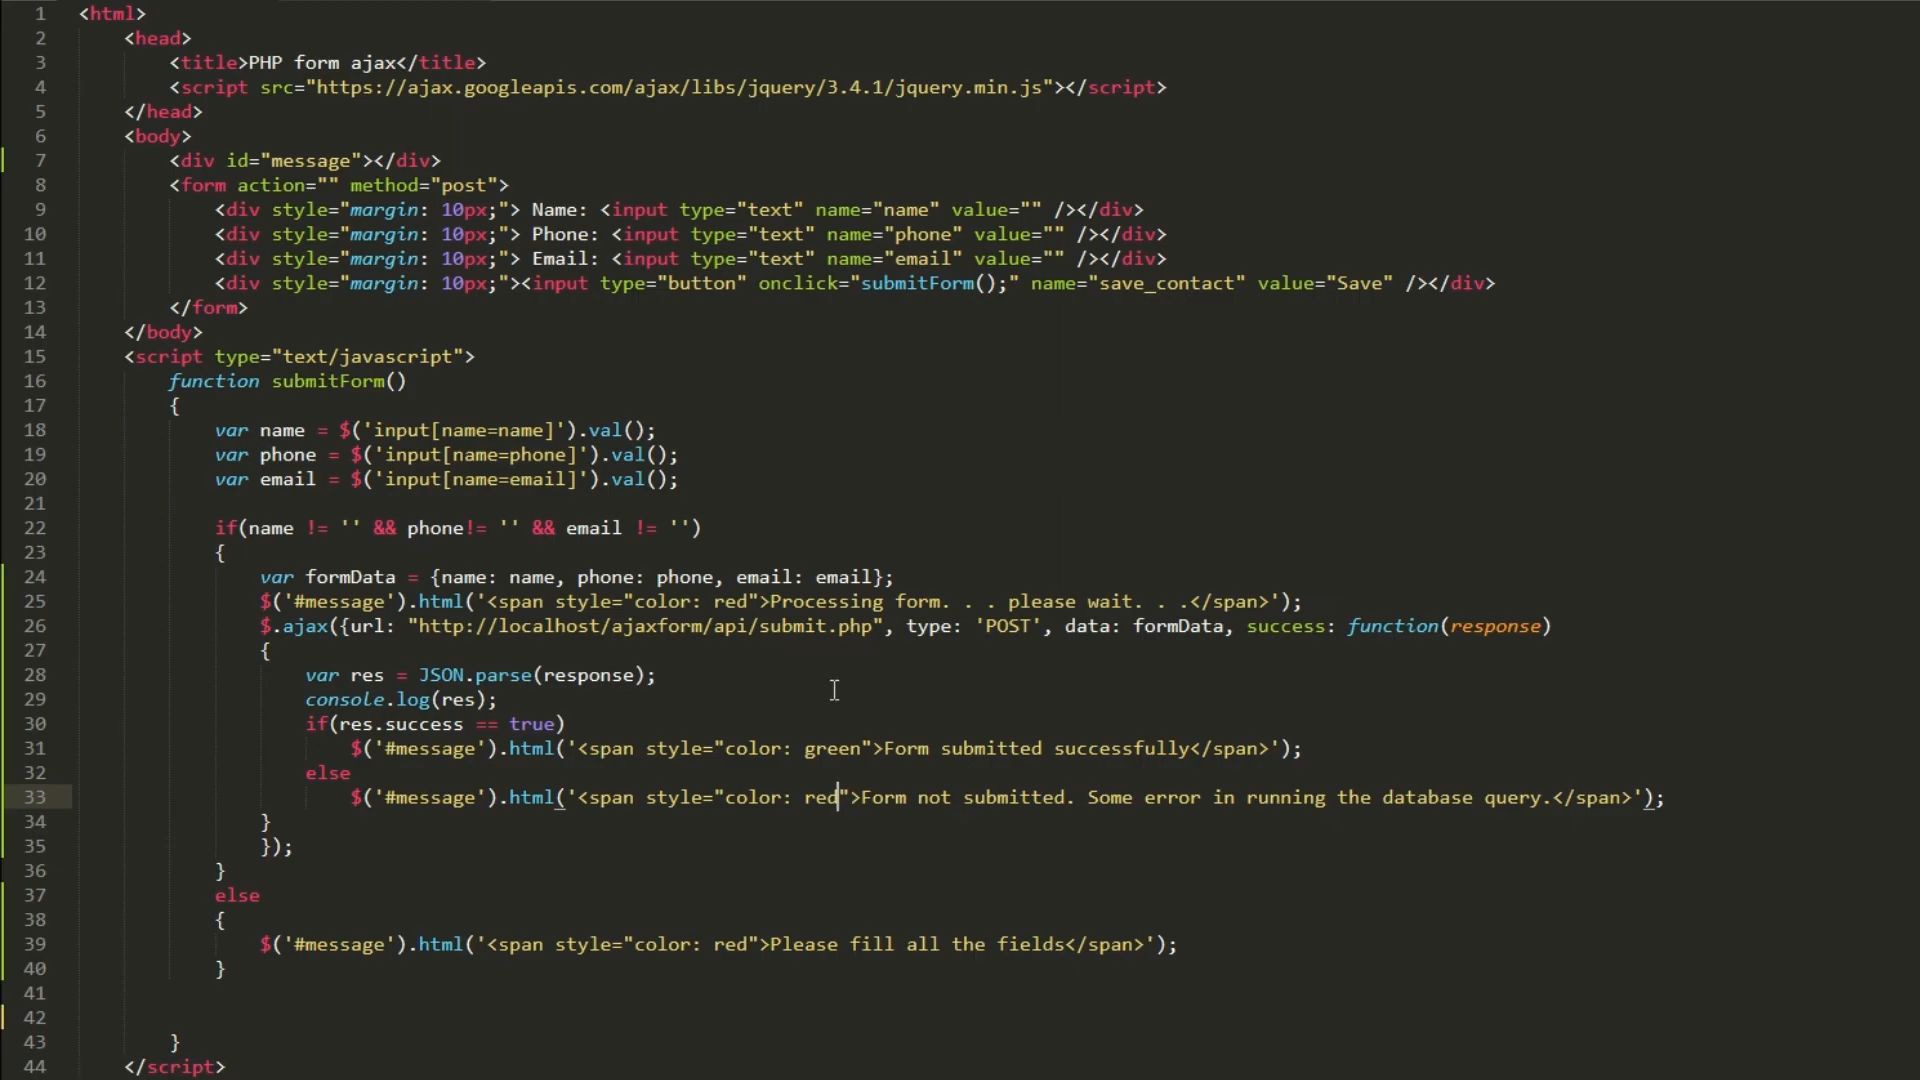 1 <html>
2 <head>
3 <title>PHP form ajax</title>
4 <script src="https://ajax.googleapis.com/ajax/libs/jquery/3.4.1/jquery.min.js"></script>
5 </head>
6 <body>
7 <div id="message"></div>
8 <form action="" method="post">
9 <div style="margin: 10px;"> Name: <input type="text" name="name" value="" /></div>
10 <div style="margin: 10px;"> Phone: <input type="text" name="phone" value="" /></div>
11 <div style="margin: 10px;"> Email: <input type="text" name="email" value="" /></div>
12 <div style="margin: 10px;"><input type="button" onclick="submitForm();" name="save_contact" value="Save" /></div>
13 </form>
14 </body>
15 <script type="text/javascript">
16 function submitForm()
17 {
18 var name = $('input[name=name]').val();
19 var phone = $('input[name=phone]').val();
20 var email = $('input[name=email]').val();
21
22 if(name != '' && phone!= '' && email != '')
23 {
24 var formData = {name: name, phone: phone, email: email};
25 $('#message').html('<span style="color: red">Processing form. . . please wait. . .</span>');
26 $.ajax({url: "http://localhost/ajaxform/api/submit.php", type: 'POST', data: formData, success: function(response)
27 {
28 var res = JSON.parse(response);
29 console.log(res);
30 if(res.success == true)
31 $('#message').html('<span style="color: green">Form submitted successfully</span>');
32 else
33 $('#message').html('<span style="color: red">Form not submitted. Some error in running the database query.</span>');
34 }
35 });
36 }
37 else
38 {
39 $('#message').html('<span style="color: red">Please fill all the fields</span>');
40 }
41
42
43 }
44 </script>